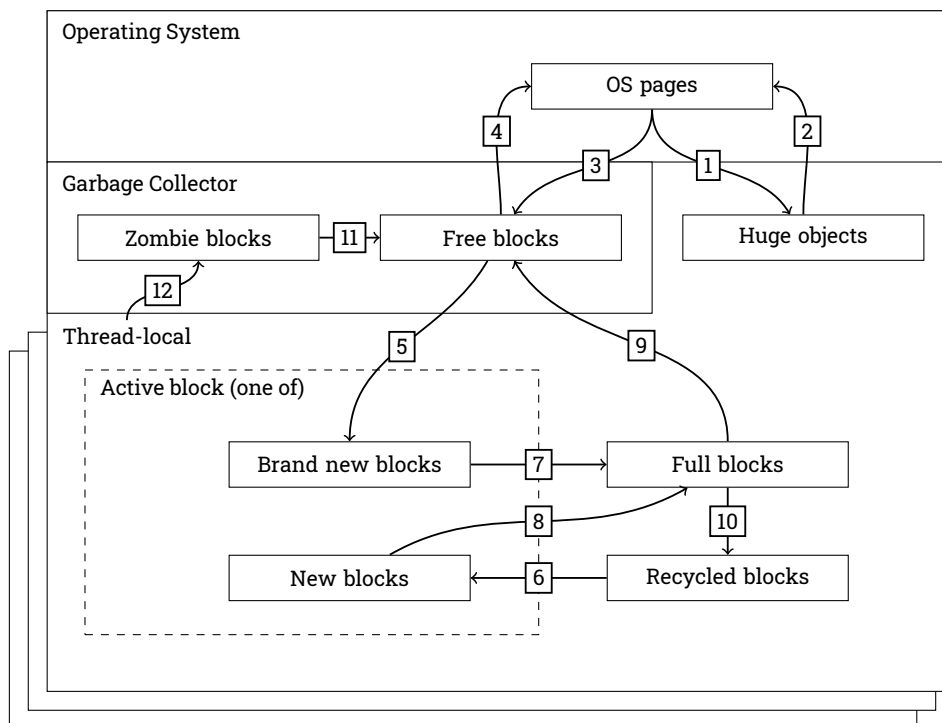 Operating System
OS pages
4
2
3
1
Garbage Collector
Zombie blocks
11
Free blocks
Huge objects
12
Thread-local
5
9
Active block (one of)
Brand new blocks
7
Full blocks
8
10
New blocks
6
Recycled blocks